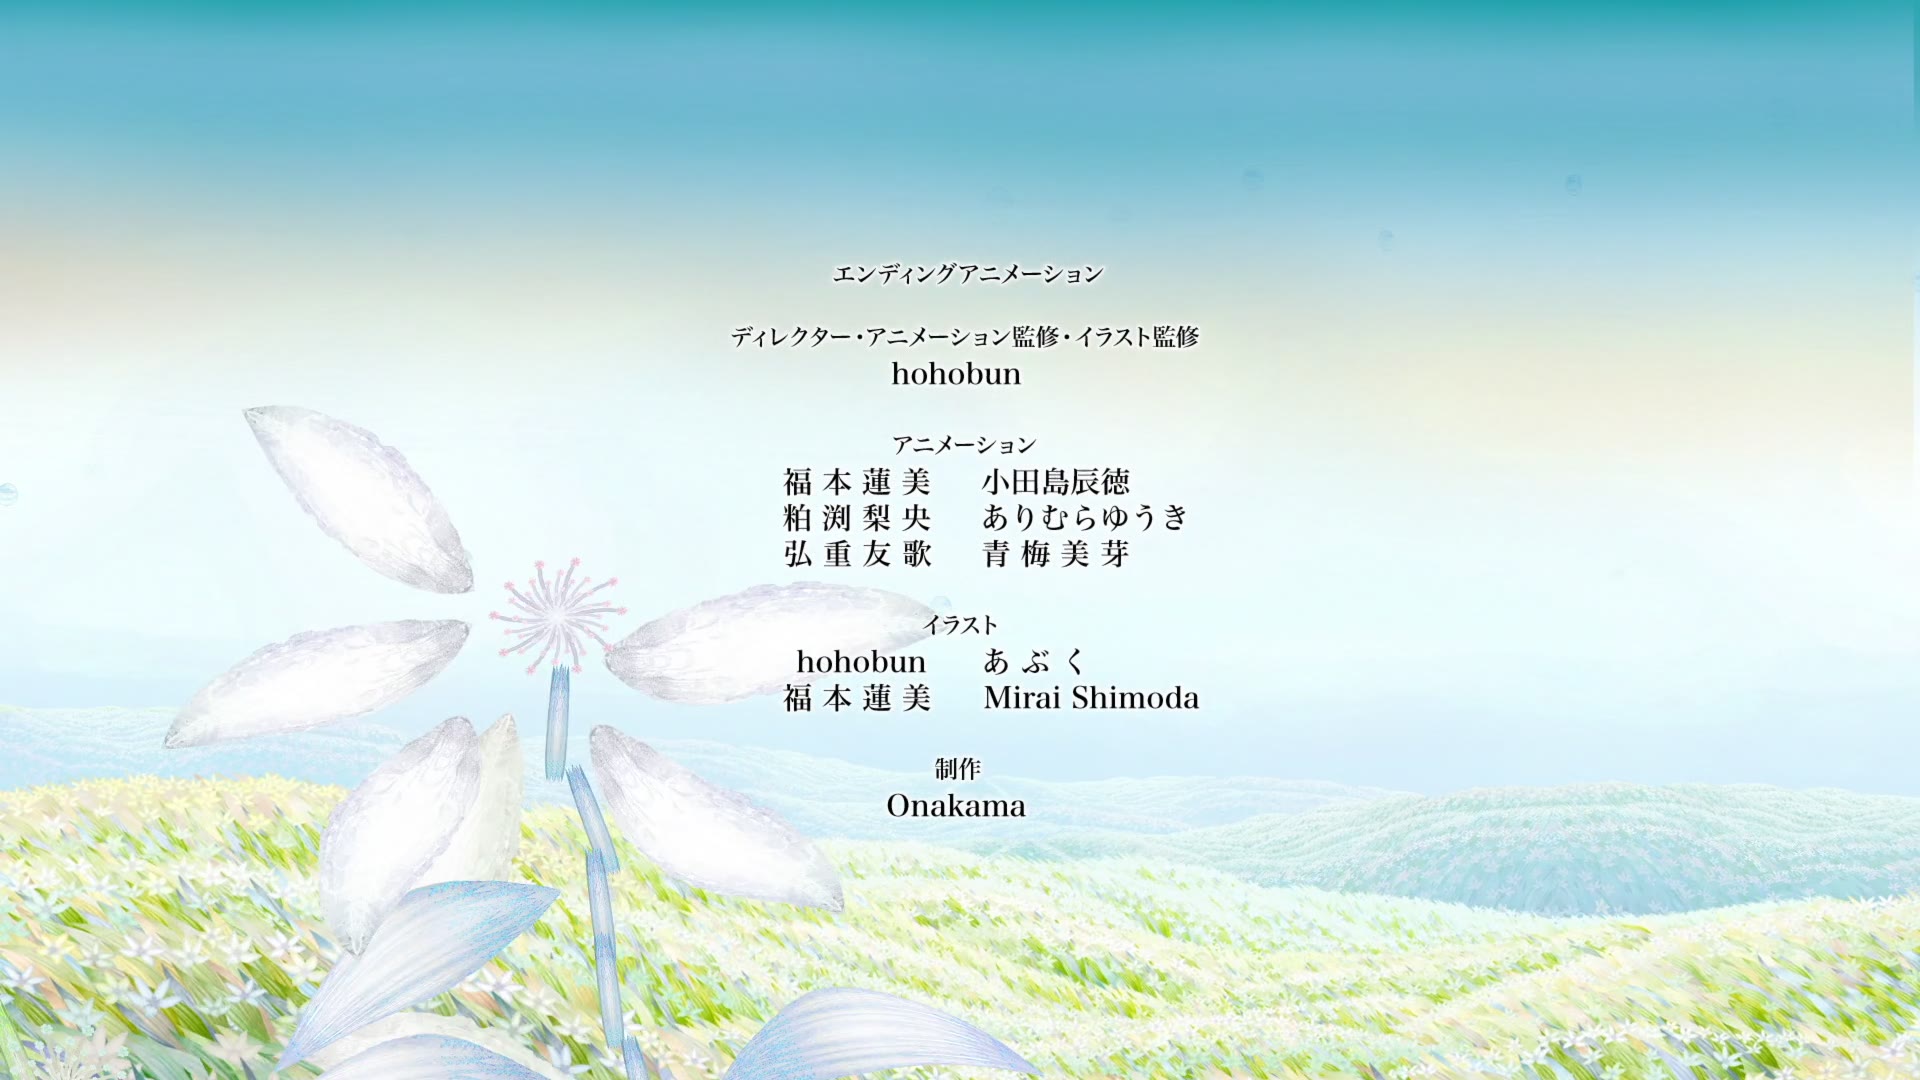 エンディングアニメーション
ディレクター・アニメーション監修・イラスト監修
hohobun
アニメーション
福本蓮美　小田島辰徳
粕渕梨央　ありむらゆうき
弘重友歌　青梅美芽
イラスト
hohobun　あぶく
福本蓮美　Mirai Shimoda
制作
Onakama